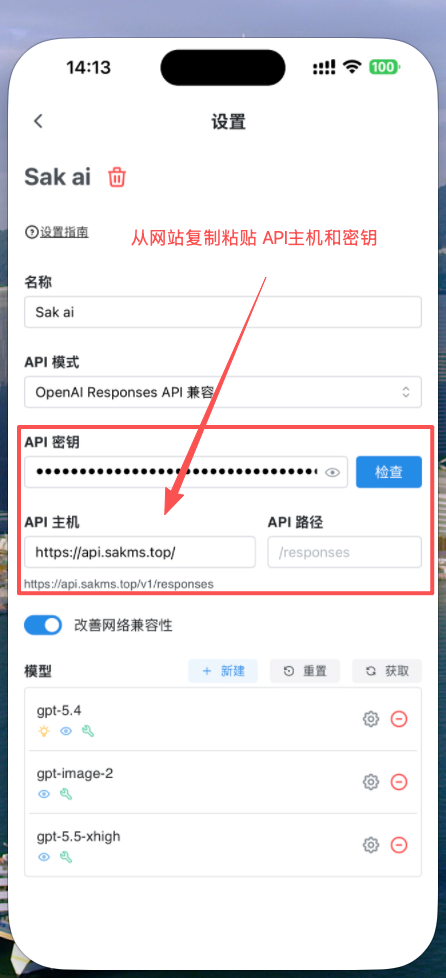 14:13
100
设置
Sak ai
设置指南
从网站复制粘贴 API主机和密钥
名称
Sak ai
API 模式
OpenAI Responses API 兼容
API 密钥
检查
API 主机
API 路径
https://api.sakms.top/
/responses
https://api.sakms.top/v1/responses
改善网络兼容性
模型
+ 新建
重置
获取
gpt-5.4
gpt-image-2
gpt-5.5-xhigh